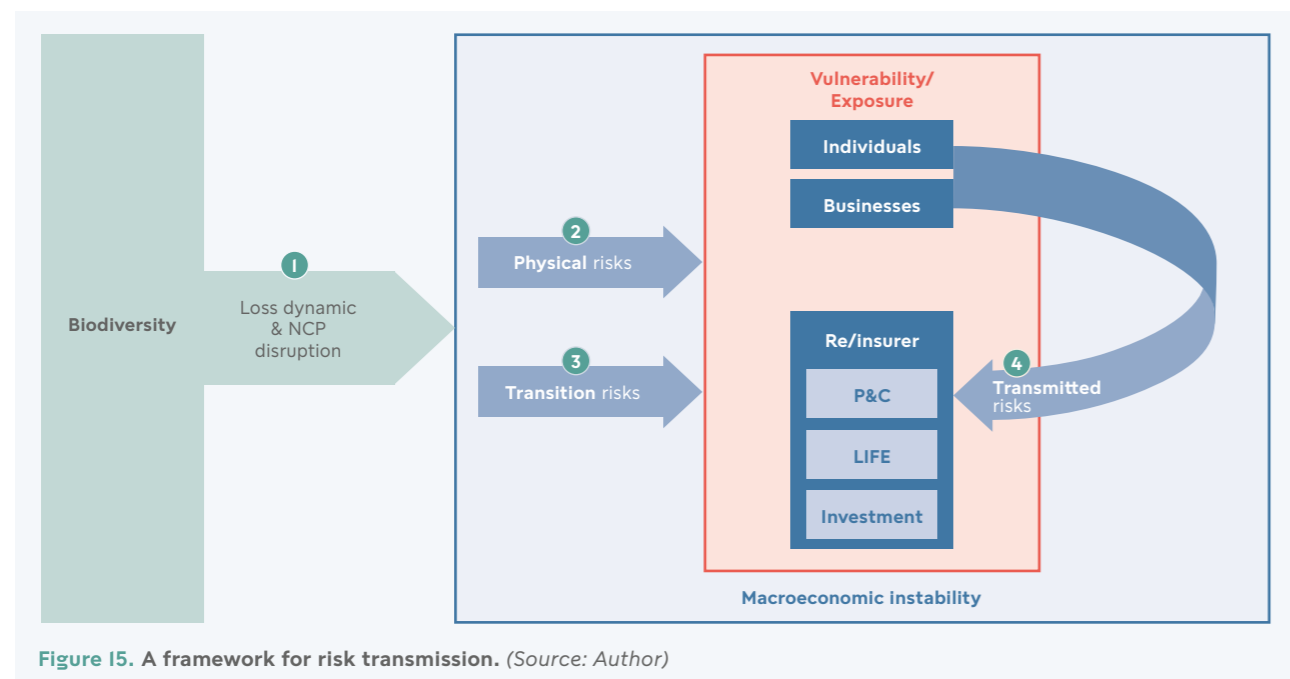 Biodiversity
1
Loss dynamic
& NCP
disruption
2
Physical risks
3
Transition risks
Vulnerability/
Exposure
Individuals
Businesses
Re/insurer
P&C
LIFE
Investment
4
Transmitted
risks
Macroeconomic instability
Figure 15. A framework for risk transmission. (Source: Author)